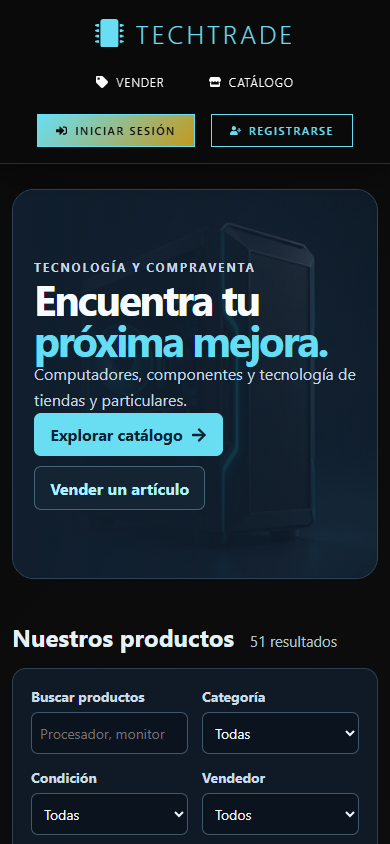 TECHTRADE
VENDER
CATÁLOGO
INICIAR SESIÓN
REGISTRARSE
TECNOLOGÍA Y COMPRAVENTA
Encuentra tu
próxima mejora.
Computadores, componentes y tecnología de
tiendas y particulares.
Explorar catálogo
Vender un artículo
Nuestros productos 51 resultados
Buscar productos
Categoría
Procesador, monitor
Todas
Condición
Vendedor
Todas
Todos